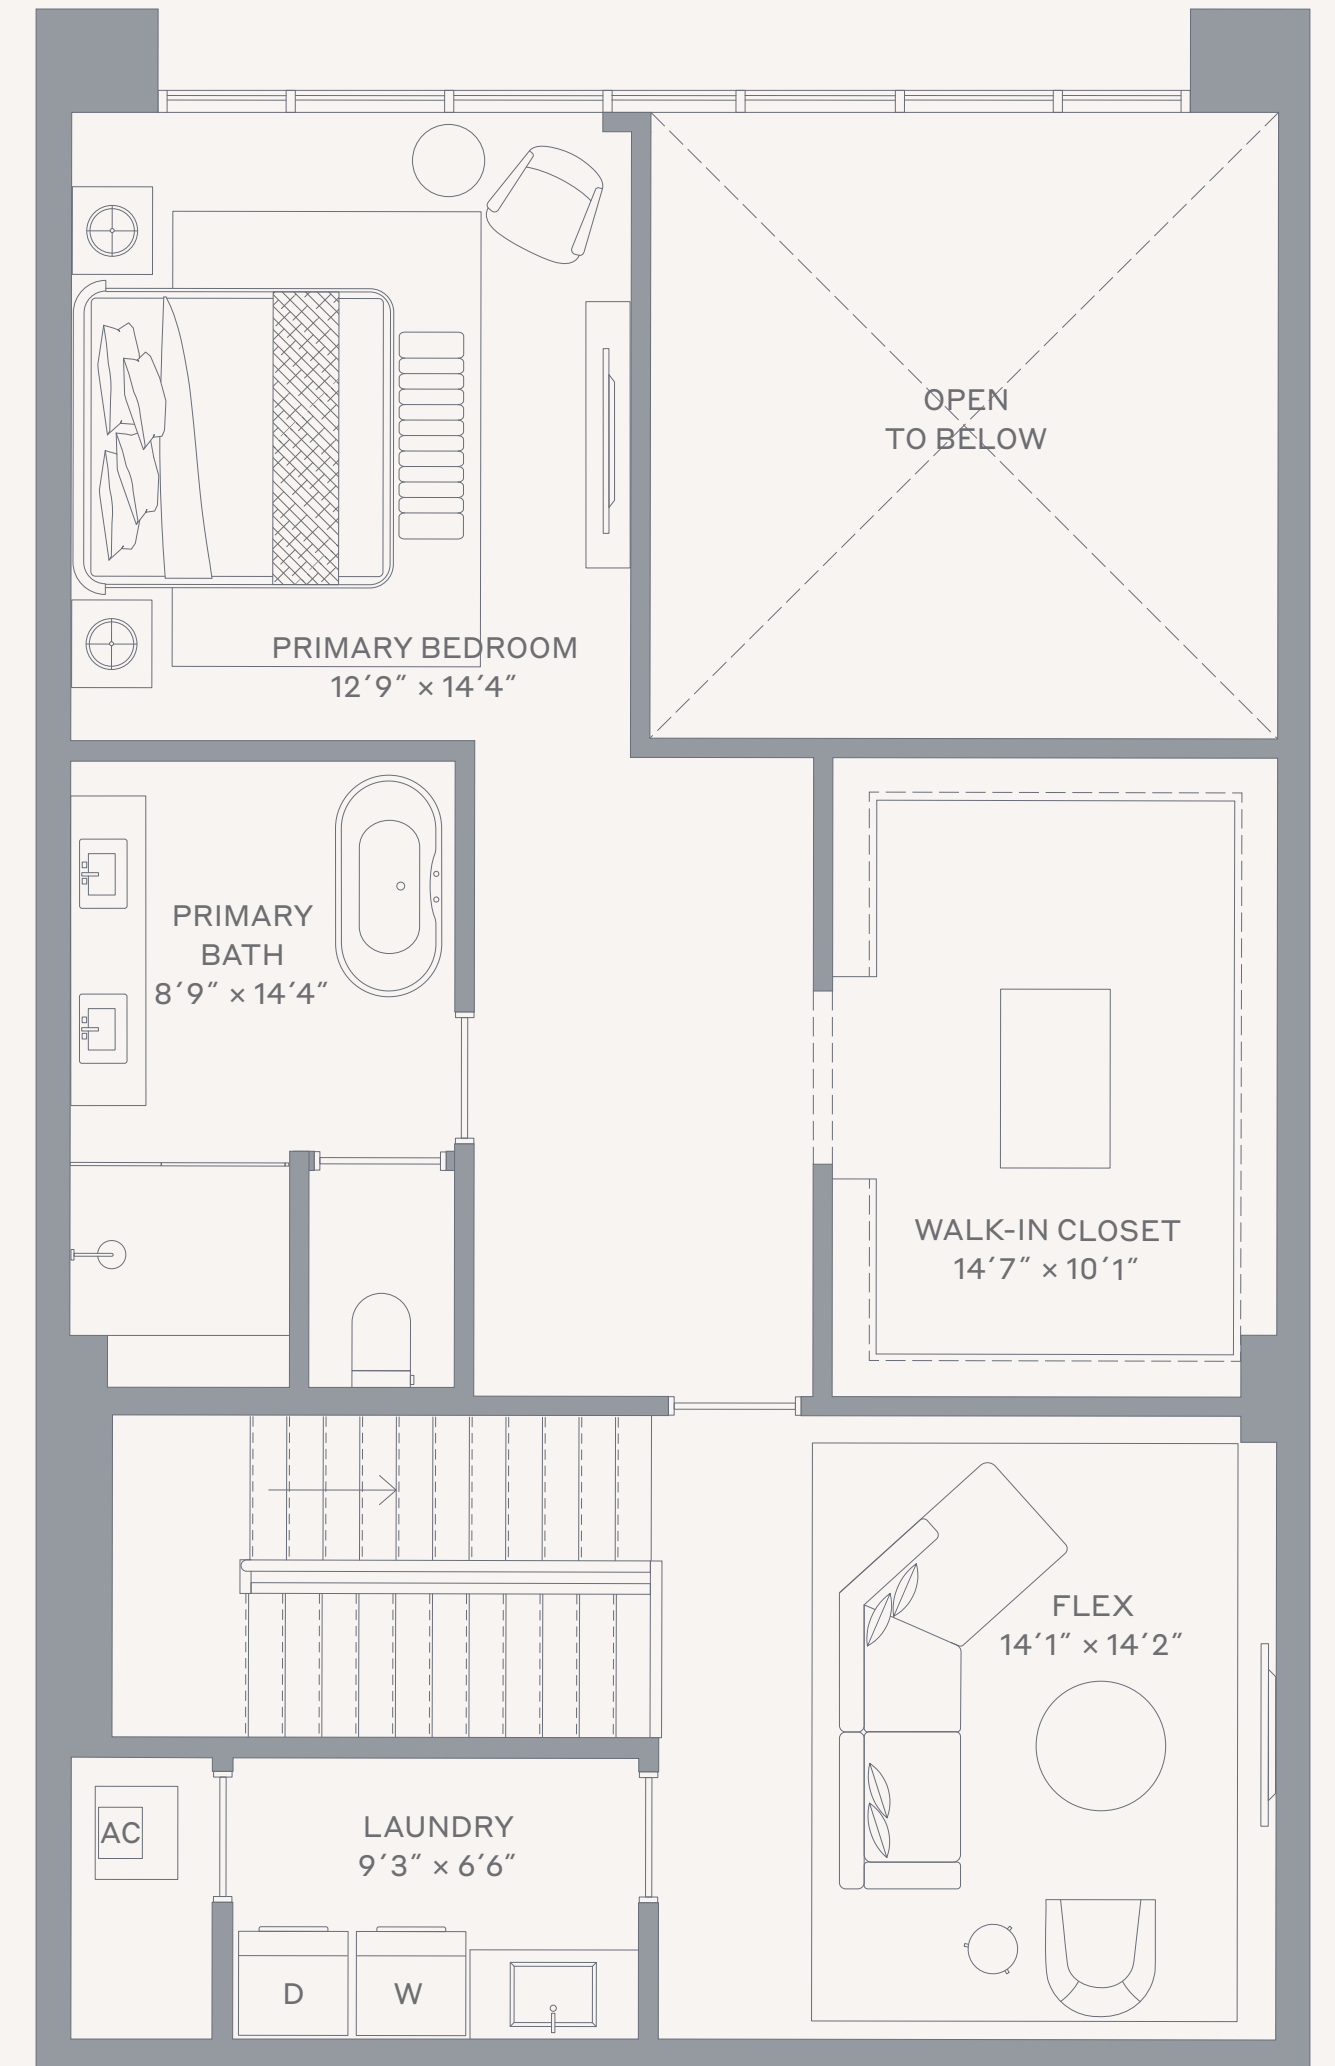 OPEN
TO BELOW
PRIMARY BEDROOM
12′9″ × 14′4″
PRIMARY
BATH
8′9″ × 14′4″
WALK-IN CLOSET
14′7″ × 10′1″
FLEX
14′1″ × 14′2″
AC
LAUNDRY
9′3″ × 6′6″
D
W